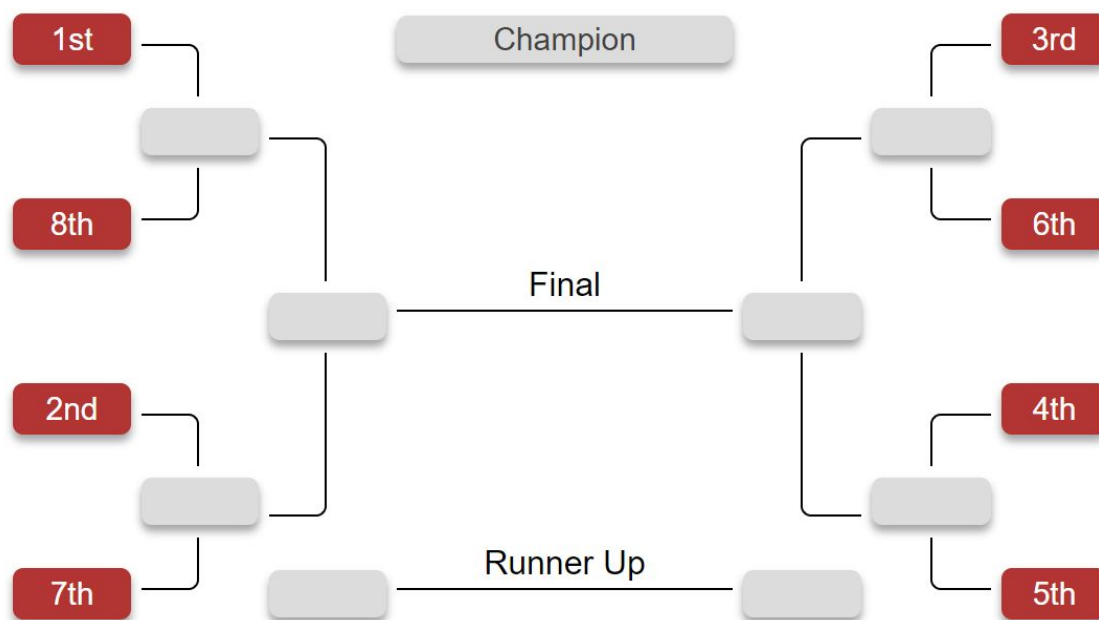 1st
Champion
3rd
8th
6th
Final
2nd
4th
Runner Up
7th
5th